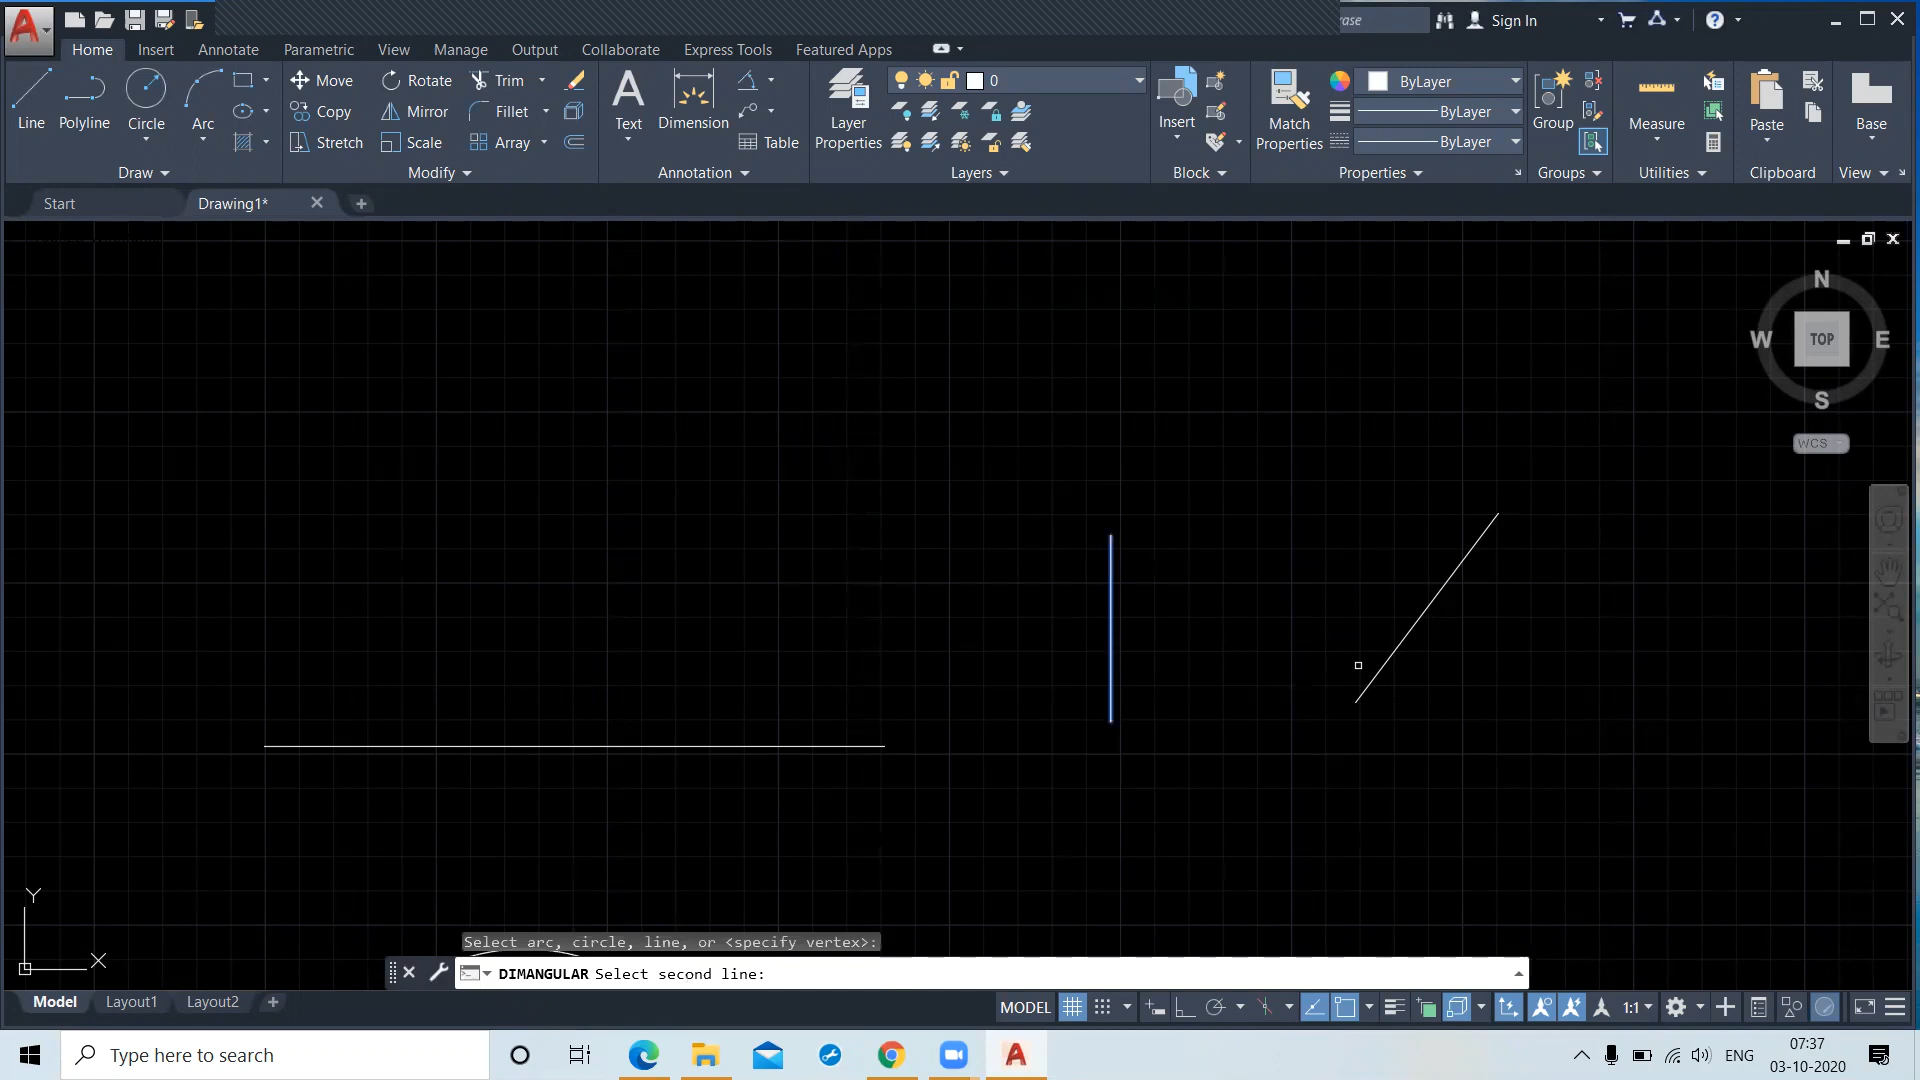 rase
Sign In
Home Insert Annotate Parametric View Manage Output Collaborate Express Tools Featured Apps
Move Rotate Trim
0
ByLayer
Copy Mirror Fillet
ByLayer
Line Polyline Circle Arc
Text Dimension
Layer
Properties
Insert
Match
Properties
Group
Measure
Paste
Base
Stretch Scale Array
Table
ByLayer
Draw Modify Annotation Layers Block Properties Groups Utilities Clipboard View
Start Drawing1*
N
W TOP E
S
WCS
Y
X
Select arc, circle, line, or <specify vertex>:
DIMANGULAR Select second line:
Model Layout1 Layout2
MODEL
1:1
Type here to search
ENG
07:37
03-10-2020